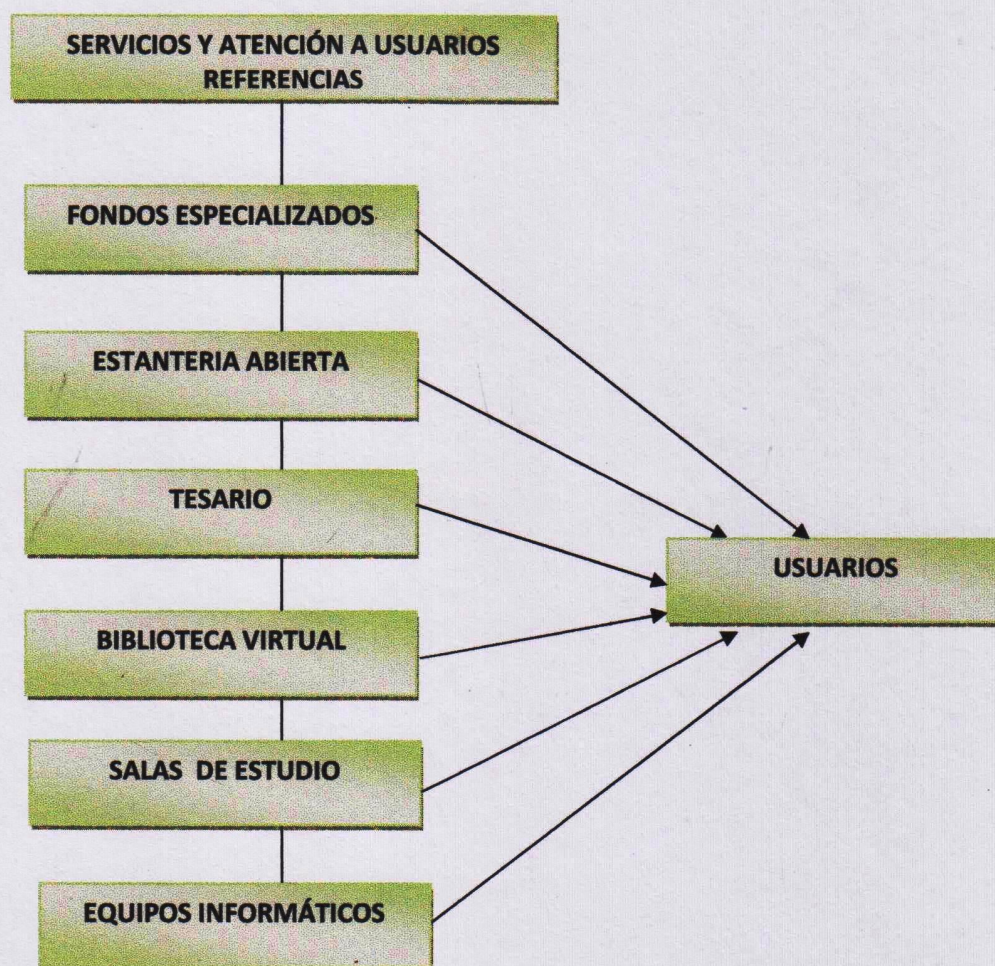 SERVICIOS Y ATENCIÓN A USUARIOS
REFERENCIAS
FONDOS ESPECIALIZADOS
ESTANTERIA ABIERTA
TESARIO
BIBLIOTECA VIRTUAL
SALAS DE ESTUDIO
EQUIPOS INFORMÁTICOS
USUARIOS